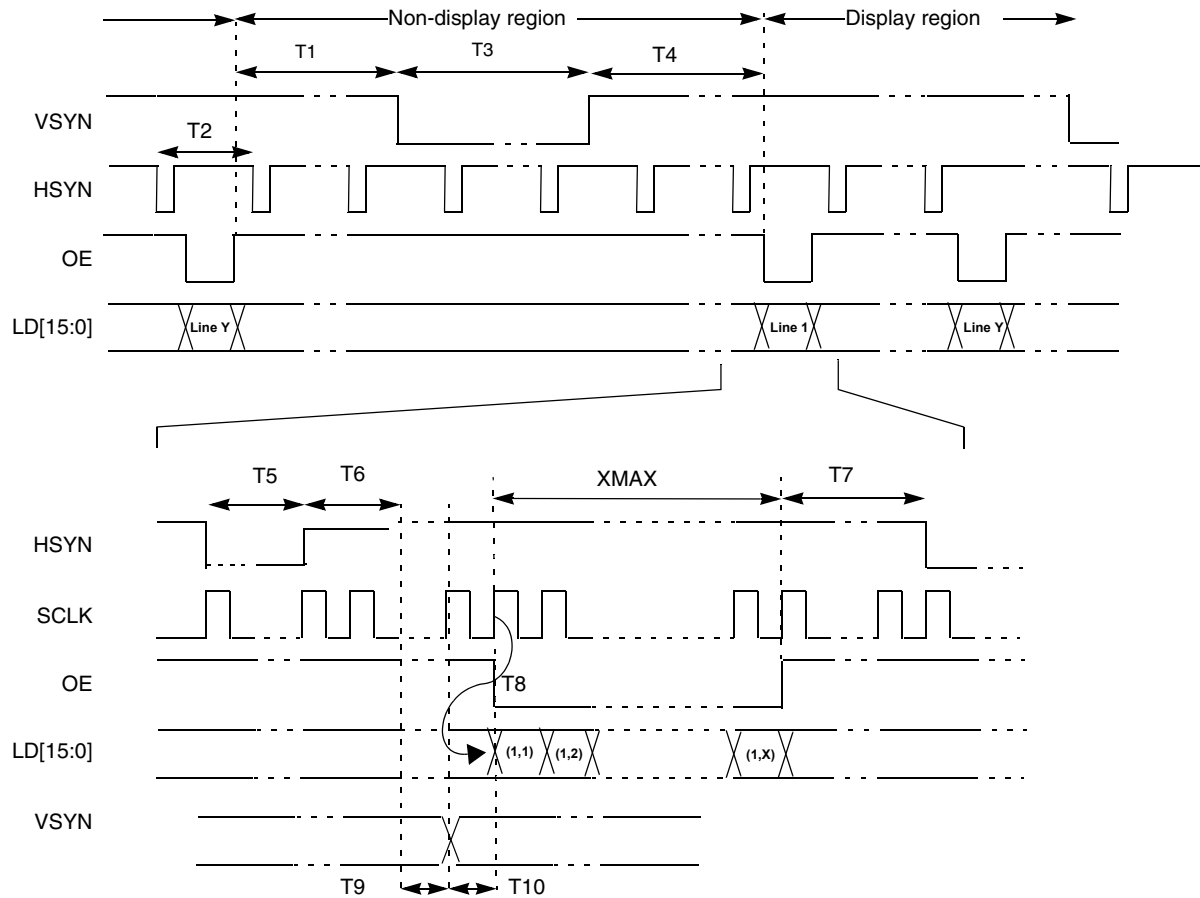 Non-display region
Display region
T1
T3
T4
VSYN
T2
HSYN
OE
LD[15:0]
Line Y
Line 1
Line Y
T5
T6
XMAX
T7
HSYN
SCLK
OE
T8
LD[15:0]
(1,1)
(1,2)
(1,X)
VSYN
T9
T10